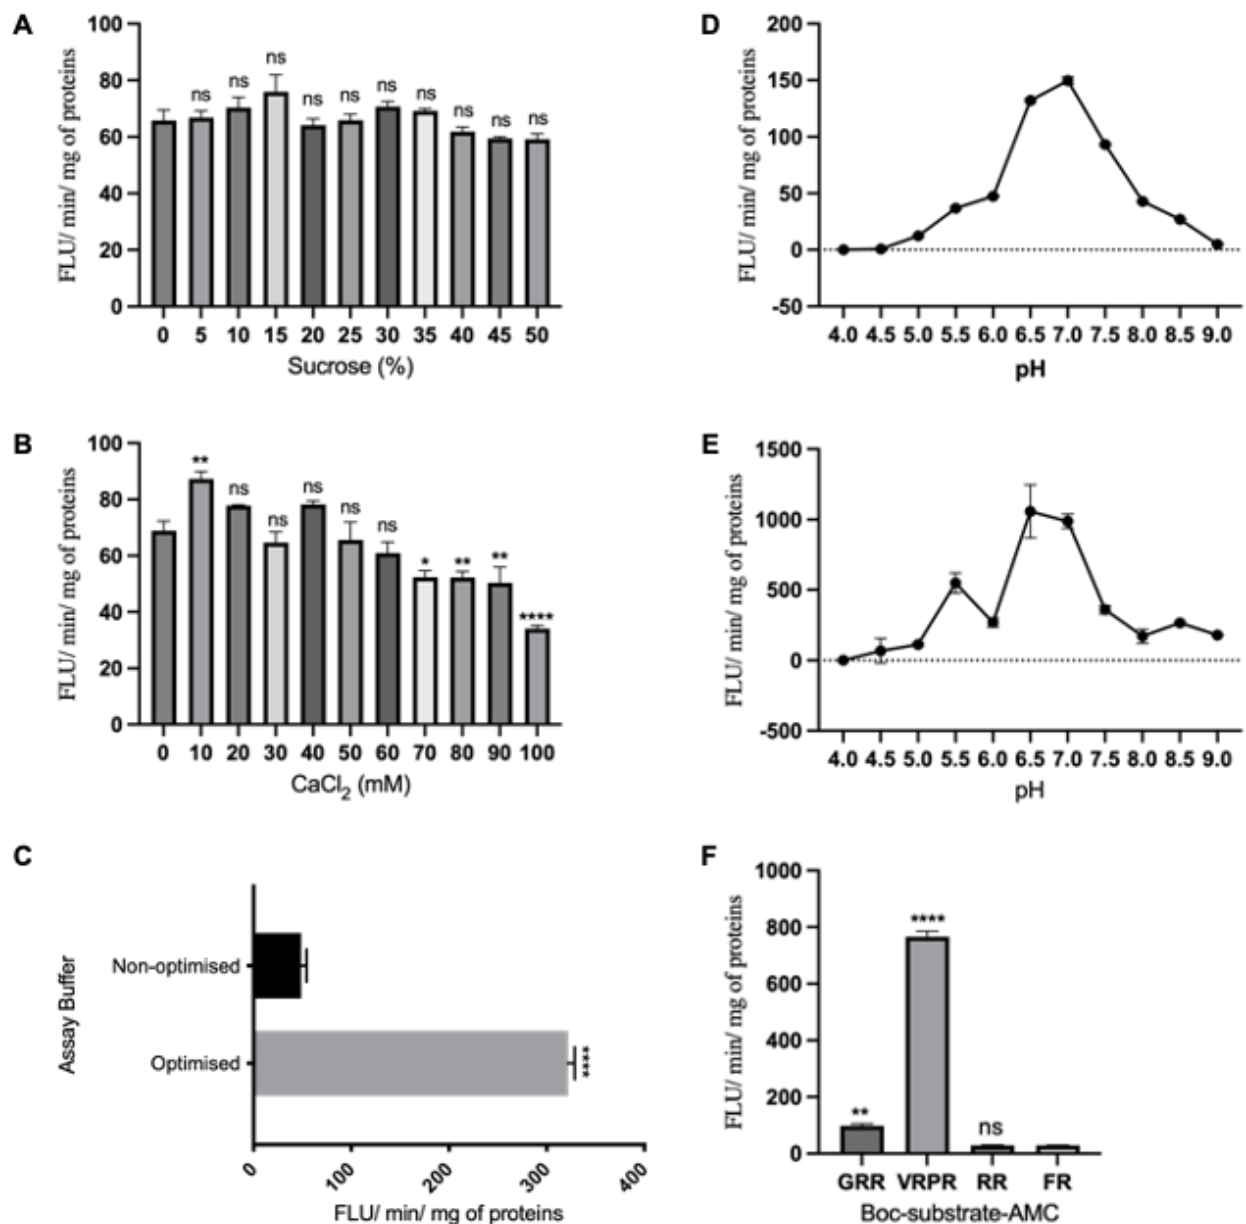 A
FLU/ min/ mg of proteins
100
80
60
40
20
0
ns ns ns ns ns ns ns ns ns ns
0 5 10 15 20 25 30 35 40 45 50
Sucrose (%)
D
FLU/ min/ mg of proteins
200
150
100
50
0
-50
4.0 4.5 5.0 5.5 6.0 6.5 7.0 7.5 8.0 8.5 9.0
pH
B
FLU/ min/ mg of proteins
100
80
60
40
20
0
** ns ns ns ns ns * ** ** ****
0 10 20 30 40 50 60 70 80 90 100
CaCl₂ (mM)
E
FLU/ min/ mg of proteins
1500
1000
500
0
-500
4.0 4.5 5.0 5.5 6.0 6.5 7.0 7.5 8.0 8.5 9.0
pH
C
Assay Buffer
Non-optimised
Optimised
****
0 100 200 300 400
FLU/ min/ mg of proteins
F
FLU/ min/ mg of proteins
1000
800
600
400
200
0
** **** ns
GRR VRPR RR FR
Boc-substrate-AMC